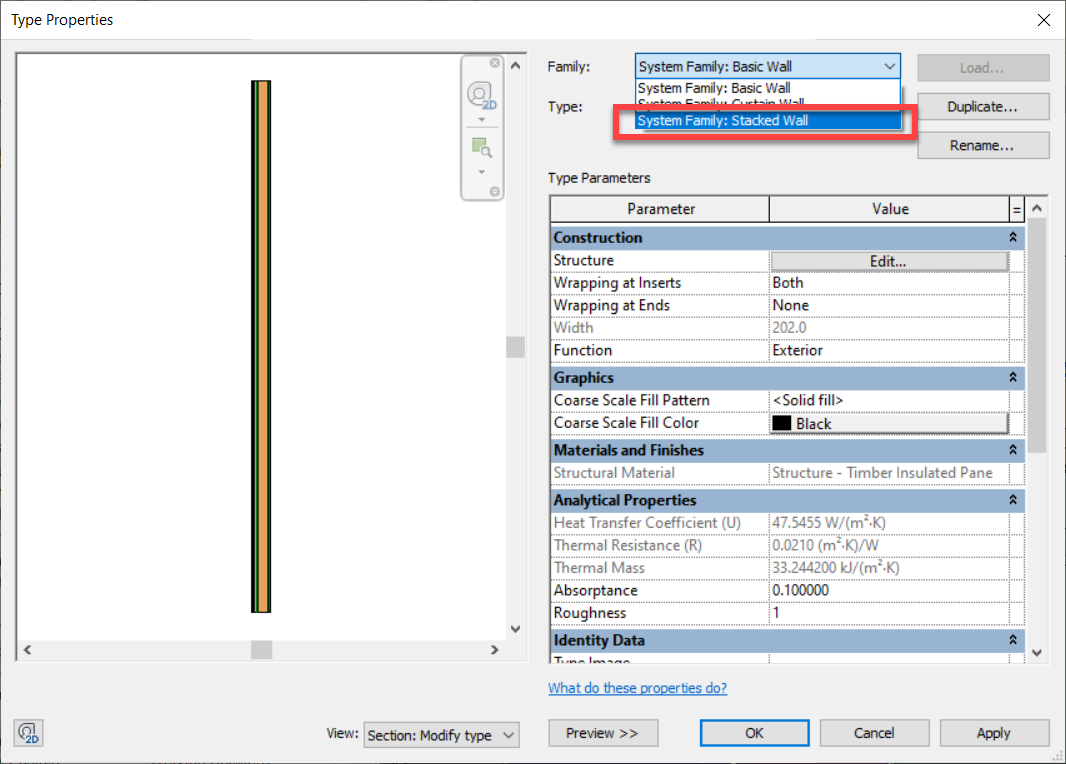 Type Properties
Family:
System Family: Basic Wall
Load...
System Family: Basic Wall
System Family: Curtain Wall
System Family: Stacked Wall
Type:
Duplicate...
Rename...
2D
Type Parameters
Parameter Value =
Construction
Structure Edit...
Wrapping at Inserts Both
Wrapping at Ends None
Width 202.0
Function Exterior
Graphics
Coarse Scale Fill Pattern <Solid fill>
Coarse Scale Fill Color Black
Materials and Finishes
Structural Material Structure - Timber Insulated Pane
Analytical Properties
Heat Transfer Coefficient (U) 47.5455 W/(m²·K)
Thermal Resistance (R) 0.0210 (m²·K)/W
Thermal Mass 33.244200 kJ/(m²·K)
Absorptance 0.100000
Roughness 1
Identity Data
Type Image
What do these properties do?
2D
View: Section: Modify type
Preview >>
OK
Cancel
Apply